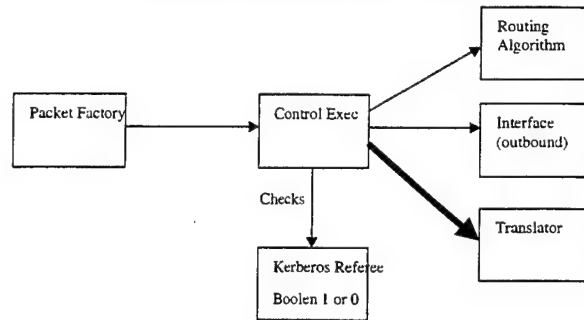 Routing
Algorithm
Packet Factory
Control Exec
Interface
(outbound)
Checks
Translator
Kerberos Referee
Boolen 1 or 0